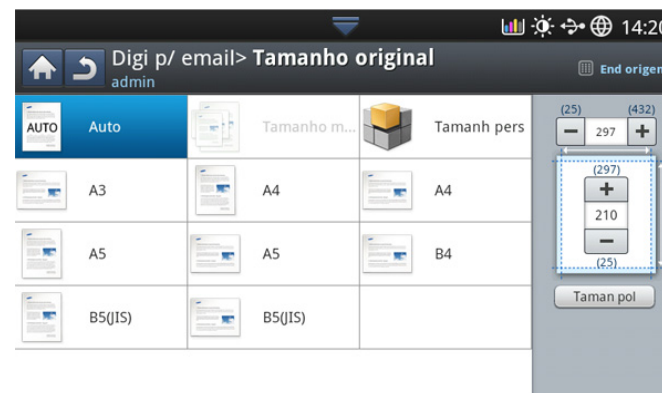 14:20
Digi p/ email> Tamanho original
admin
End origen
AUTO
Auto
Tamanho m...
Tamanh pers
A3
A4
A4
A5
A5
B4
B5(JIS)
B5(JIS)
(25) (432)
297
(297)
210
(25)
Taman pol